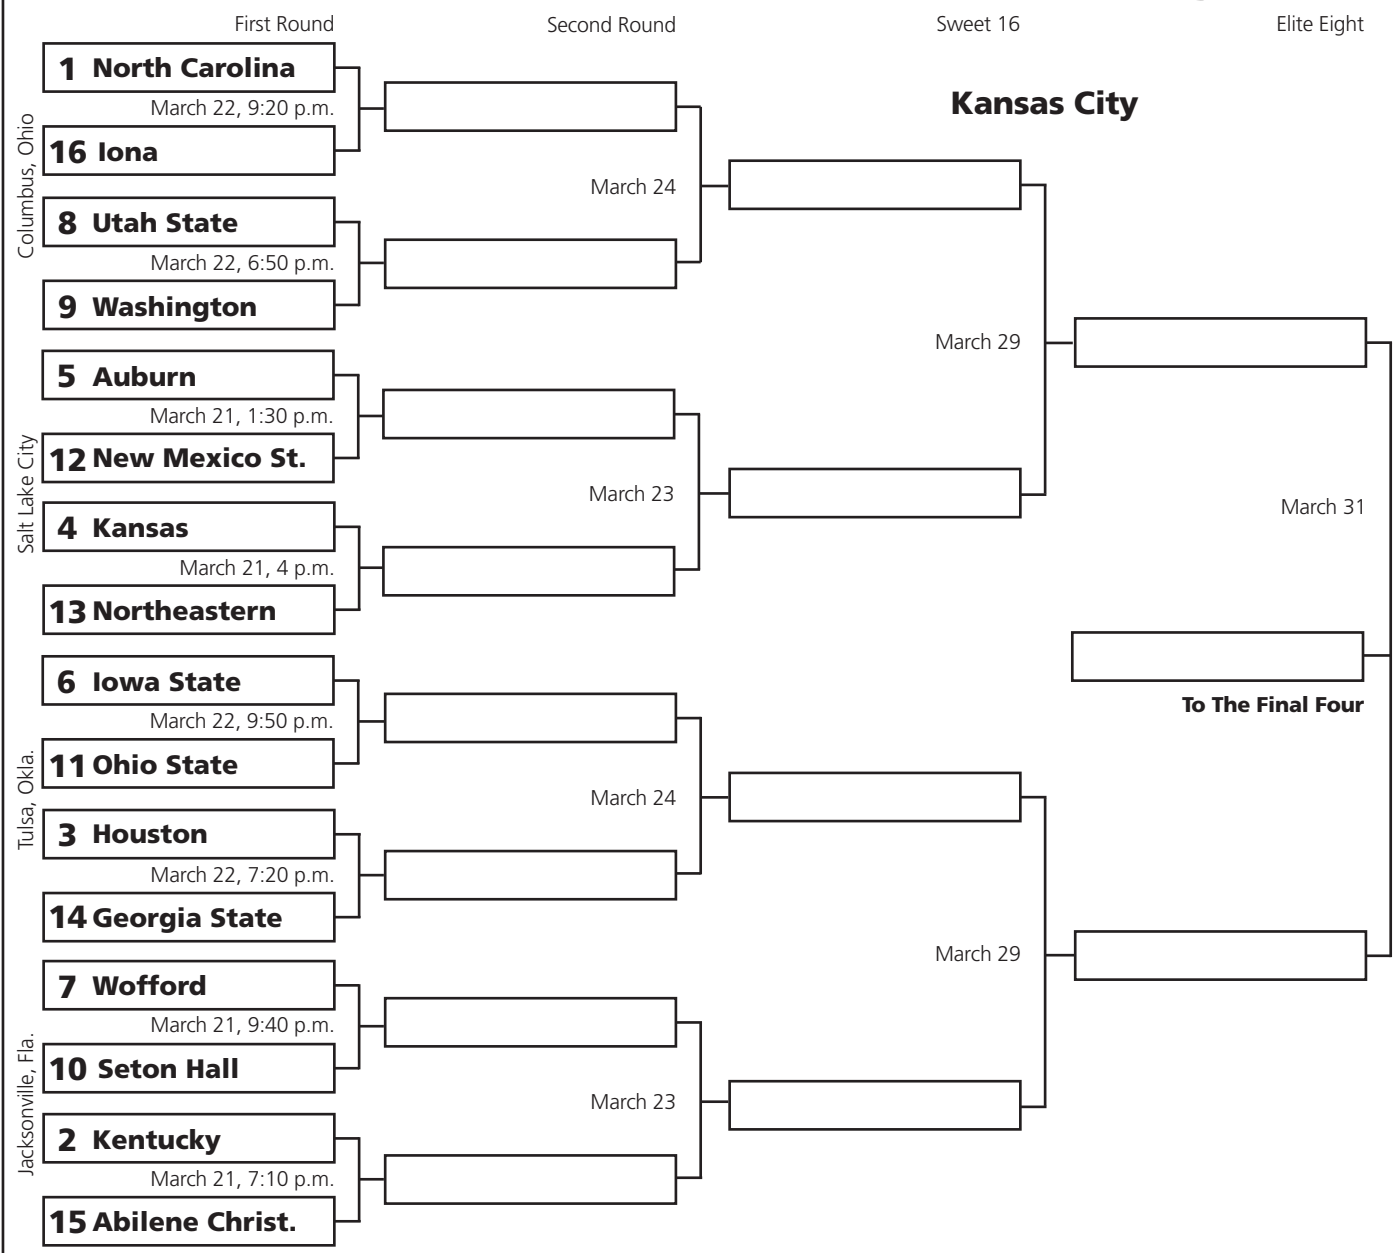 First Round
Second Round
Sweet 16
Elite Eight
Kansas City
Columbus, Ohio
1 North Carolina
March 22, 9:20 p.m.
16 Iona
8 Utah State
March 22, 6:50 p.m.
9 Washington
March 24
Salt Lake City
5 Auburn
March 21, 1:30 p.m.
12 New Mexico St.
4 Kansas
March 21, 4 p.m.
13 Northeastern
March 23
March 29
Tulsa, Okla.
6 Iowa State
March 22, 9:50 p.m.
11 Ohio State
3 Houston
March 22, 7:20 p.m.
14 Georgia State
March 24
Jacksonville, Fla.
7 Wofford
March 21, 9:40 p.m.
10 Seton Hall
2 Kentucky
March 21, 7:10 p.m.
15 Abilene Christ.
March 23
March 29
March 31
To The Final Four